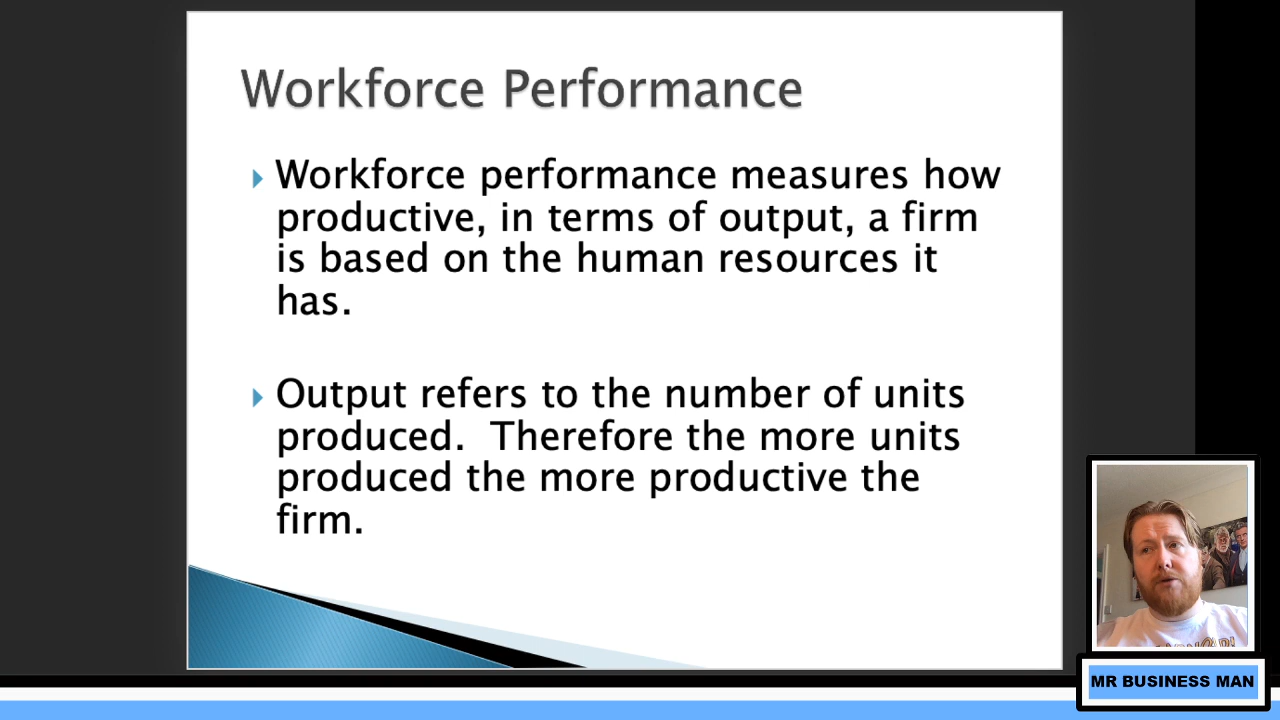 Workforce Performance
Workforce performance measures how
productive, in terms of output, a firm
is based on the human resources it
has.
Output refers to the number of units
produced.  Therefore the more units
produced the more productive the
firm.
MR BUSINESS MAN